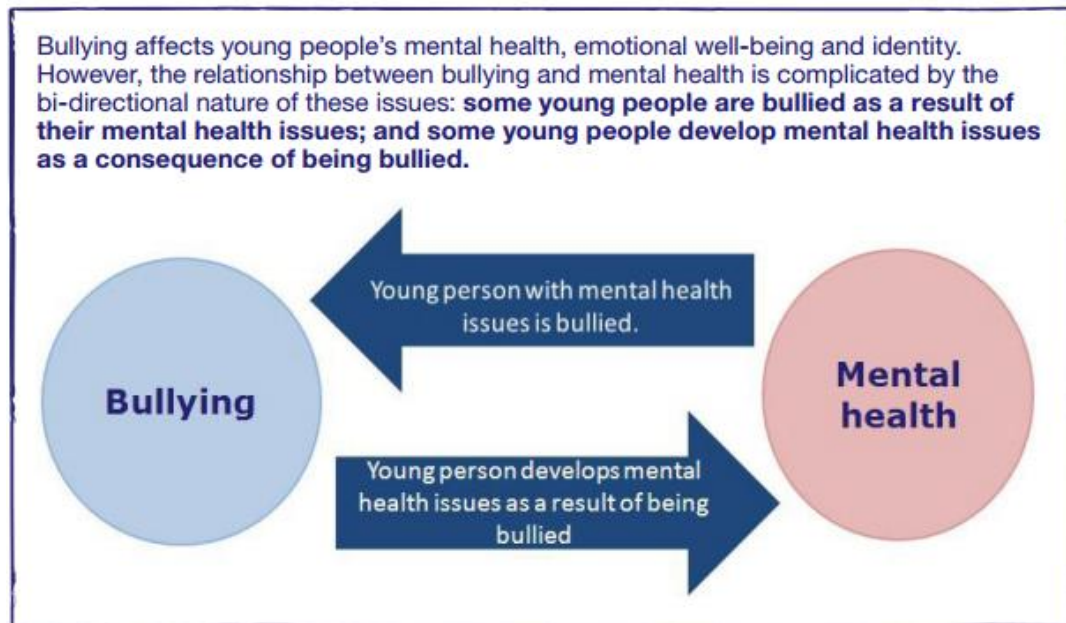 Bullying affects young people's mental health, emotional well-being and identity.
However, the relationship between bullying and mental health is complicated by the
bi-directional nature of these issues: some young people are bullied as a result of
their mental health issues; and some young people develop mental health issues
as a consequence of being bullied.
Young person with mental health
issues is bullied.
Bullying
Mental
health
Young person develops mental
health issues as a result of being
bullied